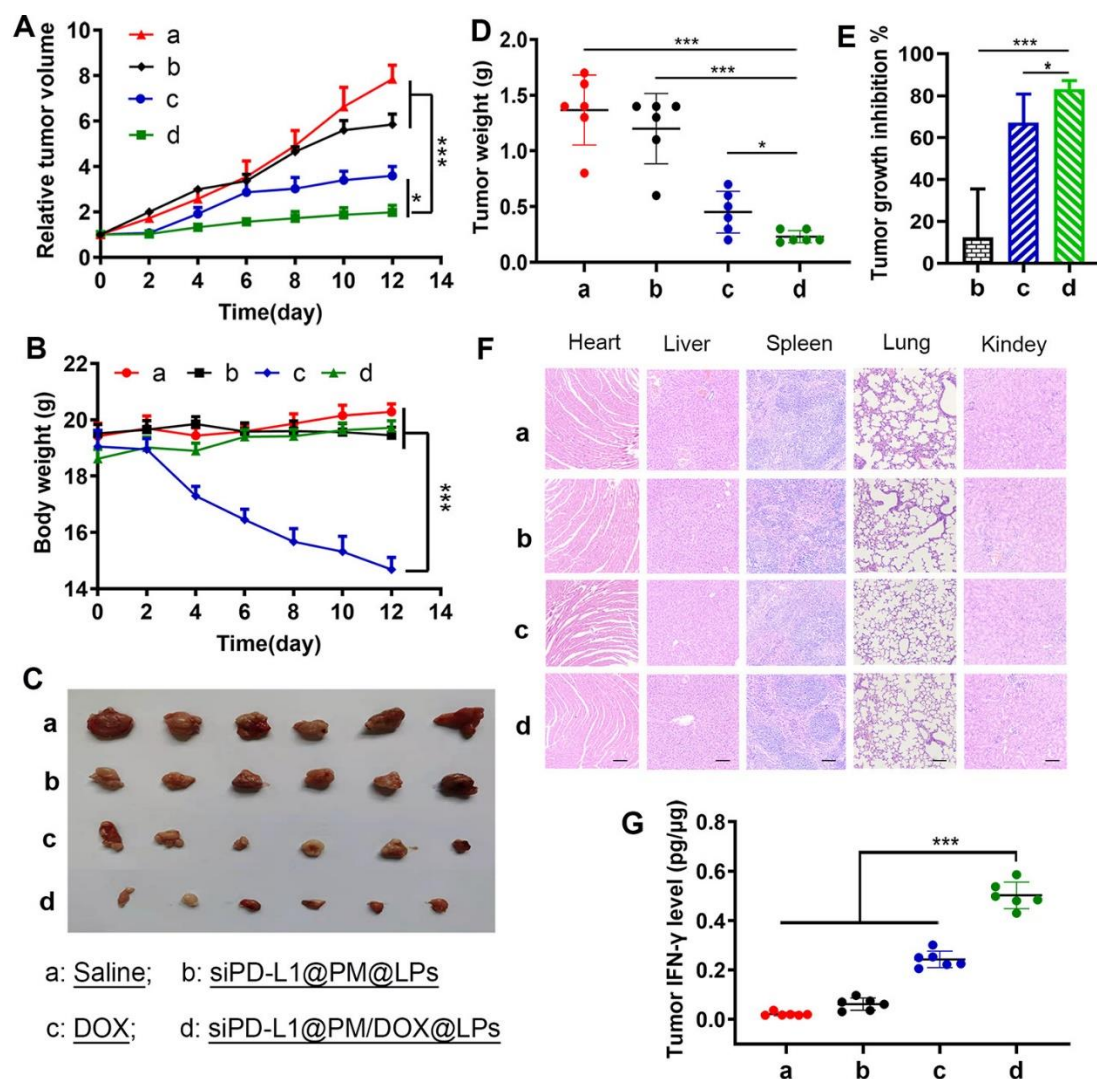 A
Relative tumor volume
10
8
6
4
2
0
a
b
c
d
***
*
0 2 4 6 8 10 12 14
Time(day)
D
Tumor weight (g)
2.0
1.5
1.0
0.5
0.0
***
***
*
a b c d
E
Tumor growth inhibition %
100
80
60
40
20
0
***
*
b c d
B
Body weight (g)
22
20
18
16
14
a b c d
***
0 2 4 6 8 10 12 14
Time(day)
F
Heart Liver Spleen Lung Kindey
a
b
c
d
C
a
b
c
d
a: Saline; b: siPD-L1@PM@LPs
c: DOX; d: siPD-L1@PM/DOX@LPs
G
Tumor IFN-γ level (pg/μg)
0.8
0.6
0.4
0.2
0.0
***
a b c d